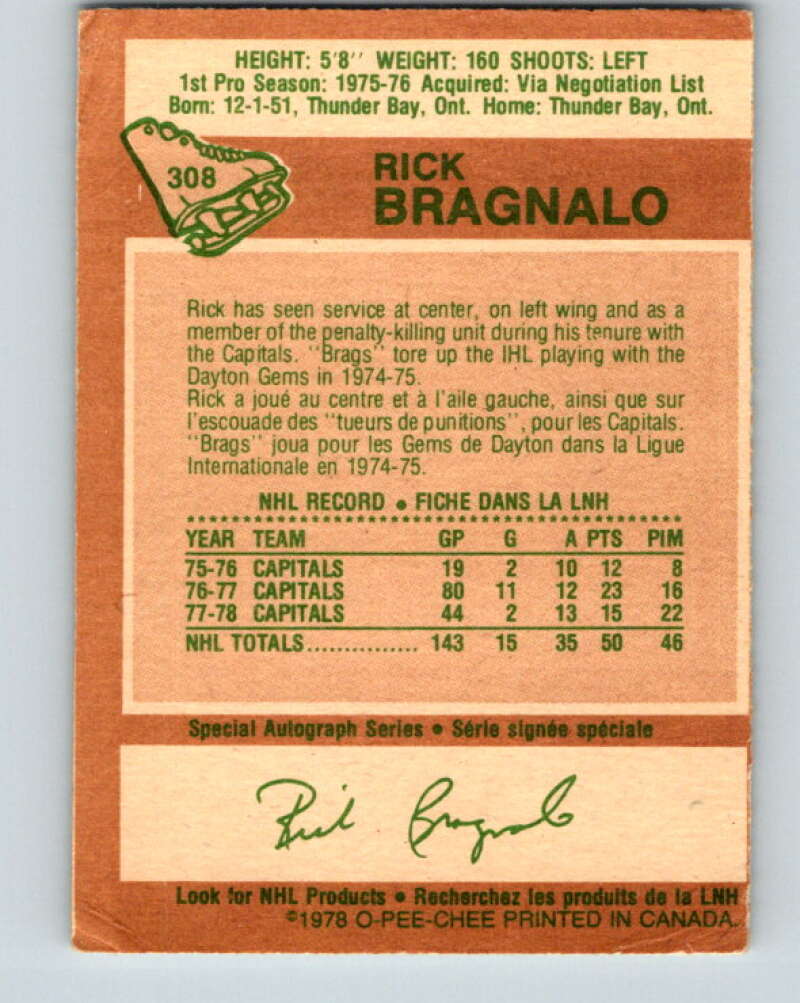 HEIGHT: 5'8'' WEIGHT: 160 SHOOTS: LEFT
1st Pro Season: 1975-76 Acquired: Via Negotiation List
Born: 12-1-51, Thunder Bay, Ont. Home: Thunder Bay, Ont.
308
RICK
BRAGNALO
Rick has seen service at center, on left wing and as a
member of the penalty-killing unit during his tenure with
the Capitals. "Brags" tore up the IHL playing with the
Dayton Gems in 1974-75.
Rick a joué au centre et à l'aile gauche, ainsi que sur
l'escouade des "tueurs de punitions", pour les Capitals.
"Brags" joua pour les Gems de Dayton dans la Ligue
Internationale en 1974-75.
NHL RECORD • FICHE DANS LA LNH
YEAR TEAM GP G A PTS PIM
75-76 CAPITALS 19 2 10 12 8
76-77 CAPITALS 80 11 12 23 16
77-78 CAPITALS 44 2 13 15 22
NHL TOTALS............... 143 15 35 50 46
Special Autograph Series • Série signée spéciale
Rick Bragnalo
Look for NHL Products • Recherchez les produits de la LNH
©1978 O-PEE-CHEE PRINTED IN CANADA.